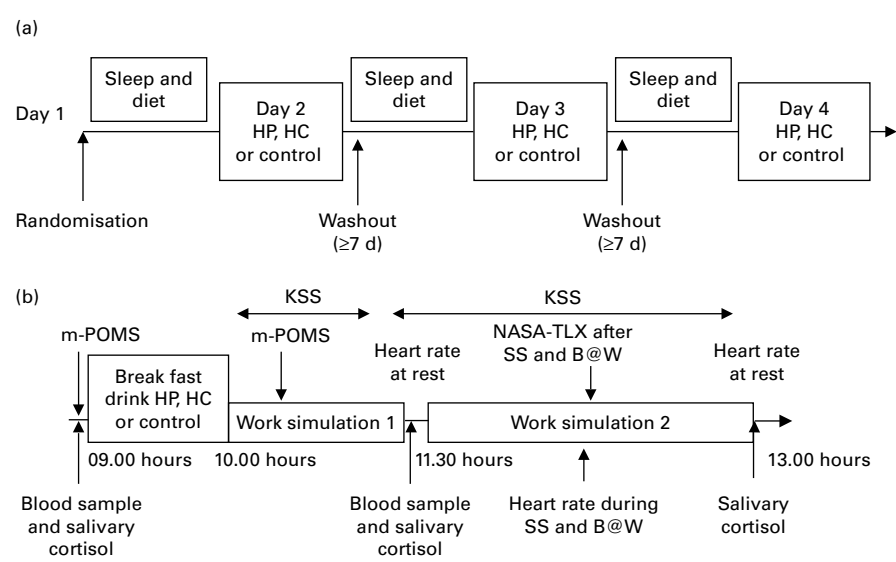 (a)
Sleep and
diet
Sleep and
diet
Sleep and
diet
Day 1
Day 2
HP, HC
or control
Day 3
HP, HC
or control
Day 4
HP, HC
or control
Randomisation
Washout
(≥7 d)
Washout
(≥7 d)
(b)
KSS
KSS
m-POMS
m-POMS
NASA-TLX after
SS and B@W
Heart rate
at rest
Heart rate
at rest
Break fast
drink HP, HC
or control
Work simulation 1
Work simulation 2
09.00 hours
10.00 hours
11.30 hours
13.00 hours
Blood sample
and salivary
cortisol
Blood sample
and salivary
cortisol
Heart rate during
SS and B@W
Salivary
cortisol